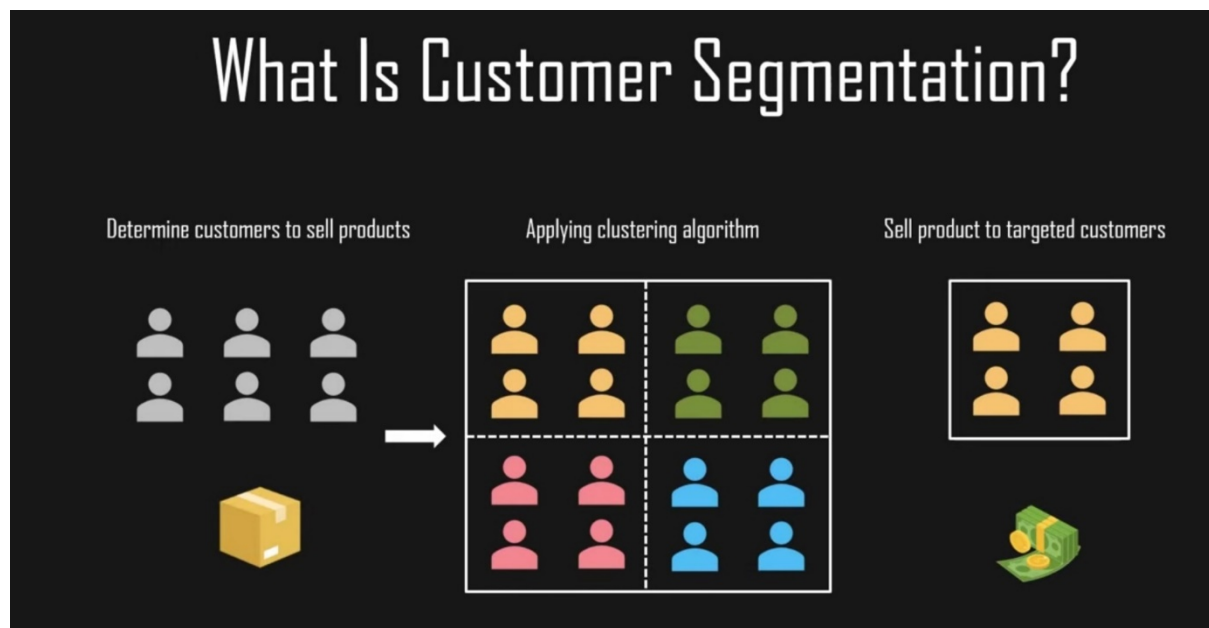 What Is Customer Segmentation?
Determine customers to sell products
Applying clustering algorithm
Sell product to targeted customers